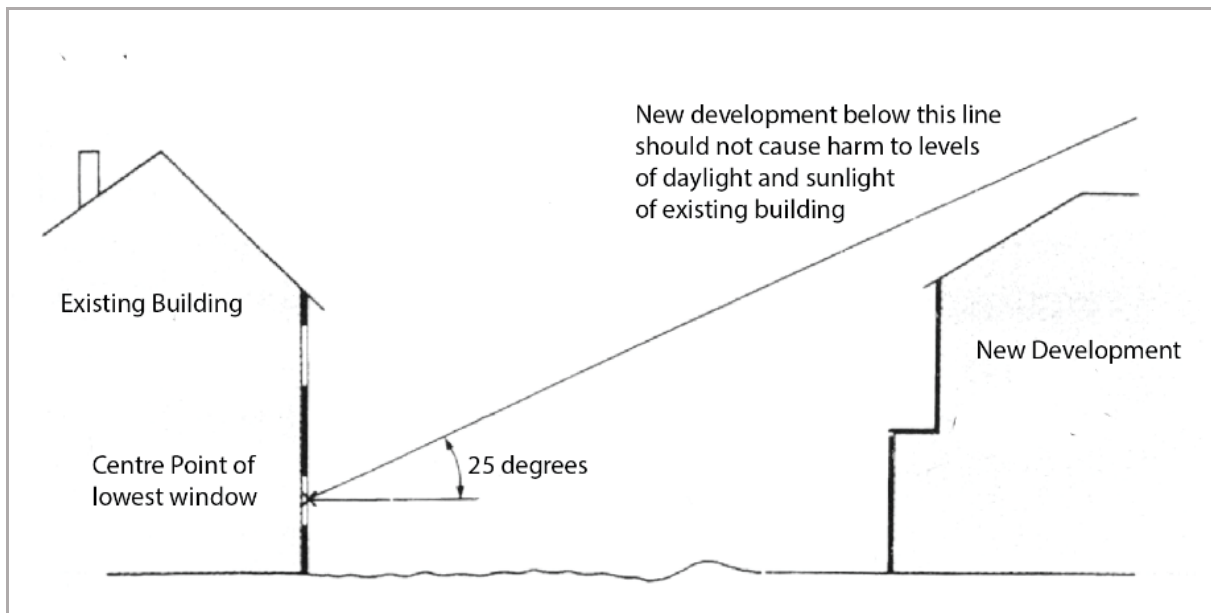 New development below this line
should not cause harm to levels
of daylight and sunlight
of existing building
Existing Building
New Development
Centre Point of
lowest window
25 degrees